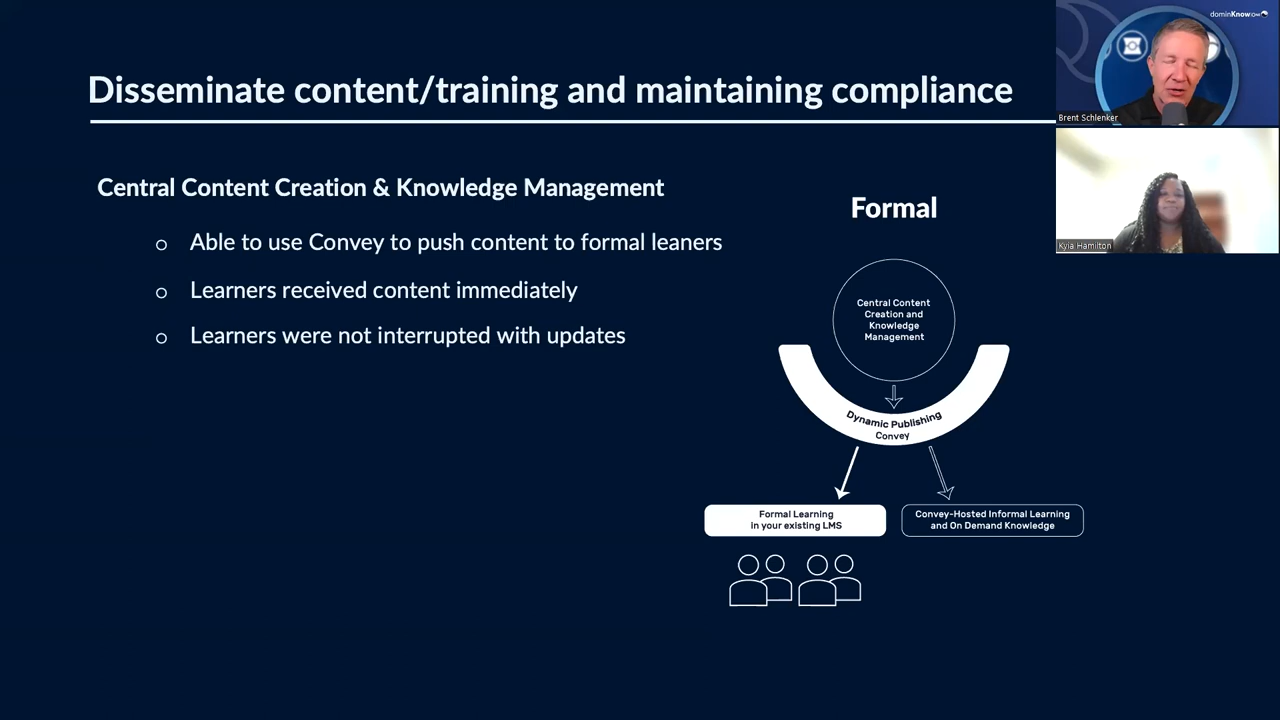 Disseminate content/training and maintaining compliance
Central Content Creation & Knowledge Management
Able to use Convey to push content to formal leaners
Learners received content immediately
Learners were not interrupted with updates
Formal
Central Content
Creation and
Knowledge
Management
Dynamic Publishing
Convey
Formal Learning
in your existing LMS
Convey-Hosted Informal Learning
and On Demand Knowledge
dominKnow
Brent Schlenker
Kyia Hamilton